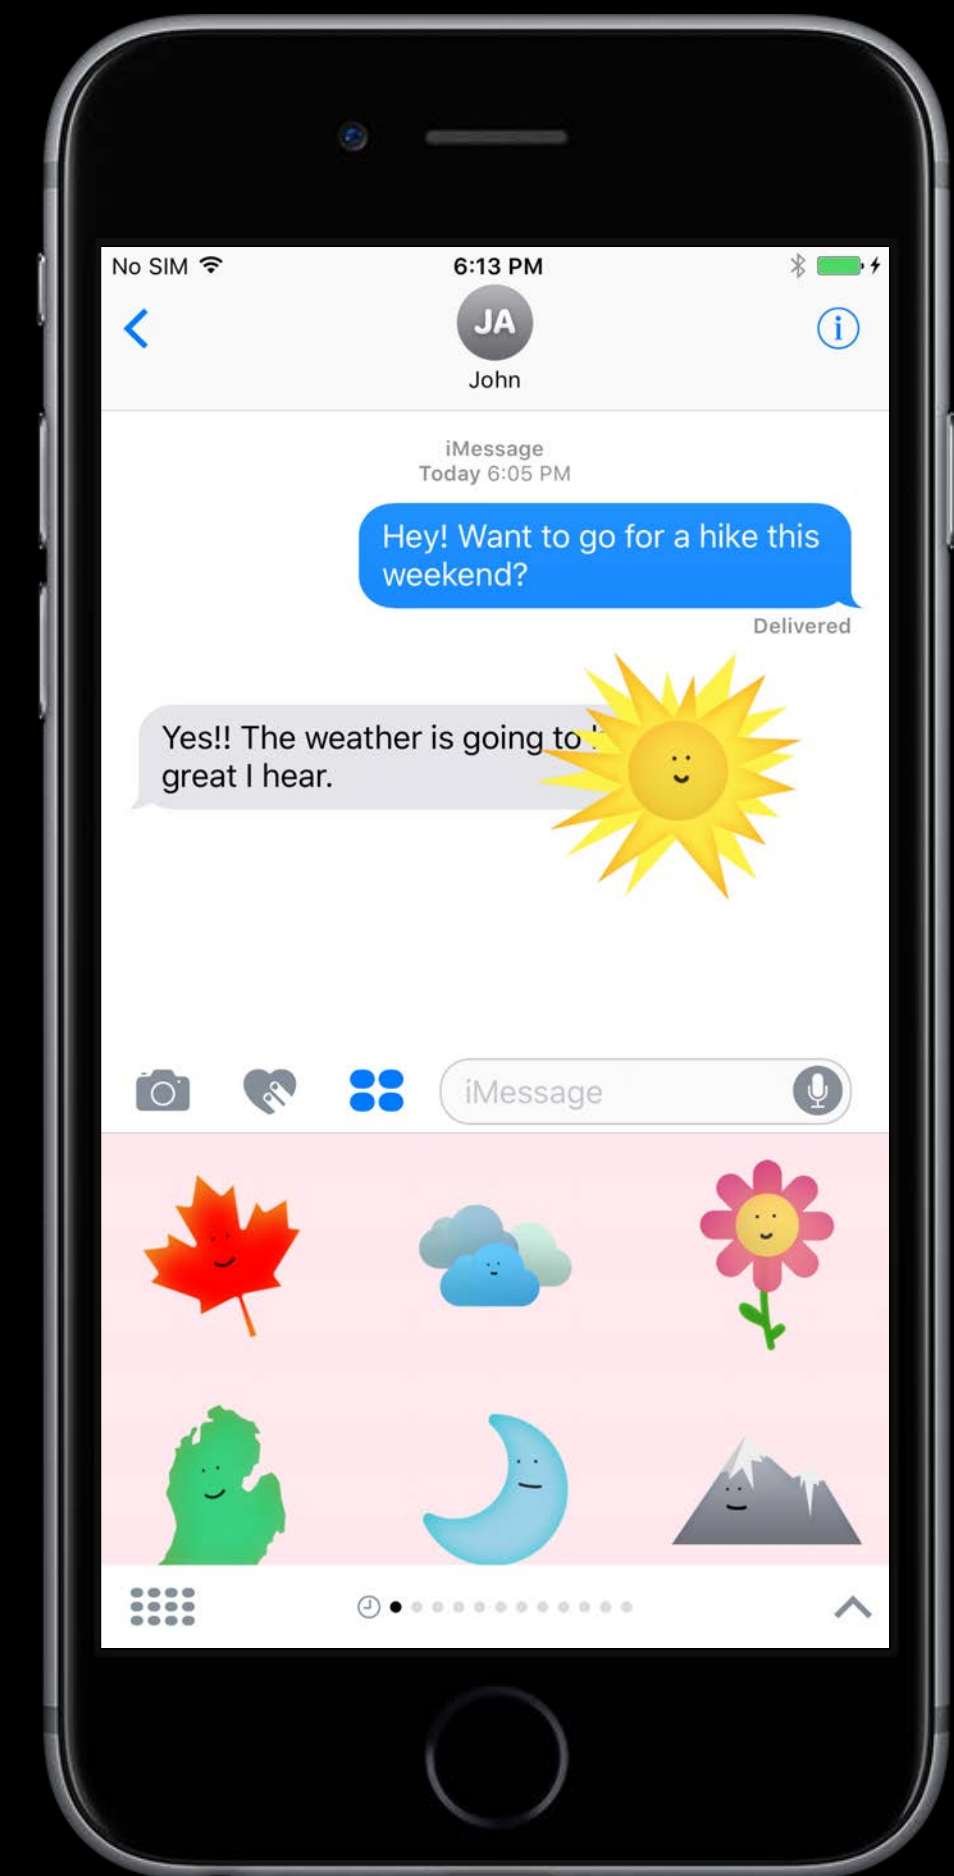 No SIM
6:13 PM
JA
John
iMessage
Today 6:05 PM
Hey! Want to go for a hike this
weekend?
Delivered
Yes!! The weather is going to
great I hear.
iMessage